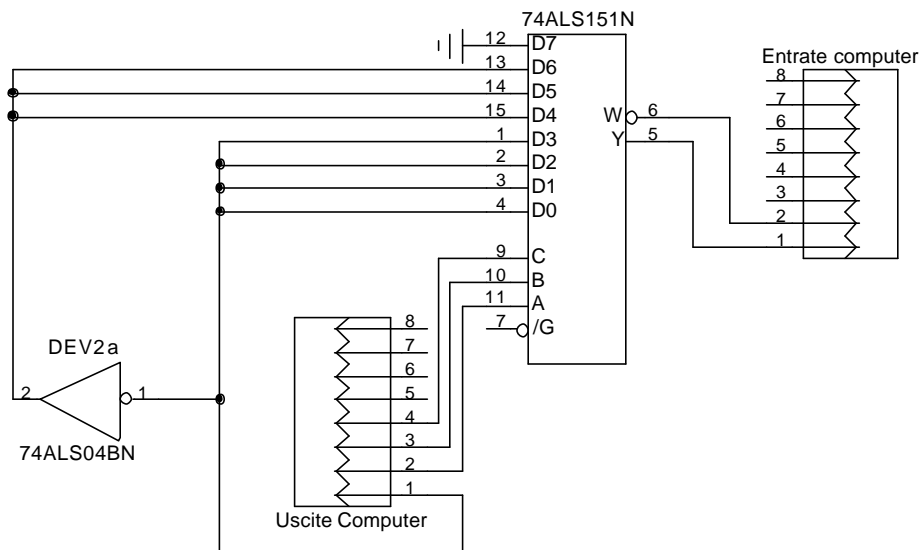 74ALS151N
12 D7
13 D6
14 D5
15 D4
1 D3
2 D2
3 D1
4 D0
9 C
10 B
11 A
7 /G
W 6
Y 5
Entrate computer
8
7
6
5
4
3
2
1
DEV2a
2 1
74ALS04BN
8
7
6
5
4
3
2
1
Uscite Computer